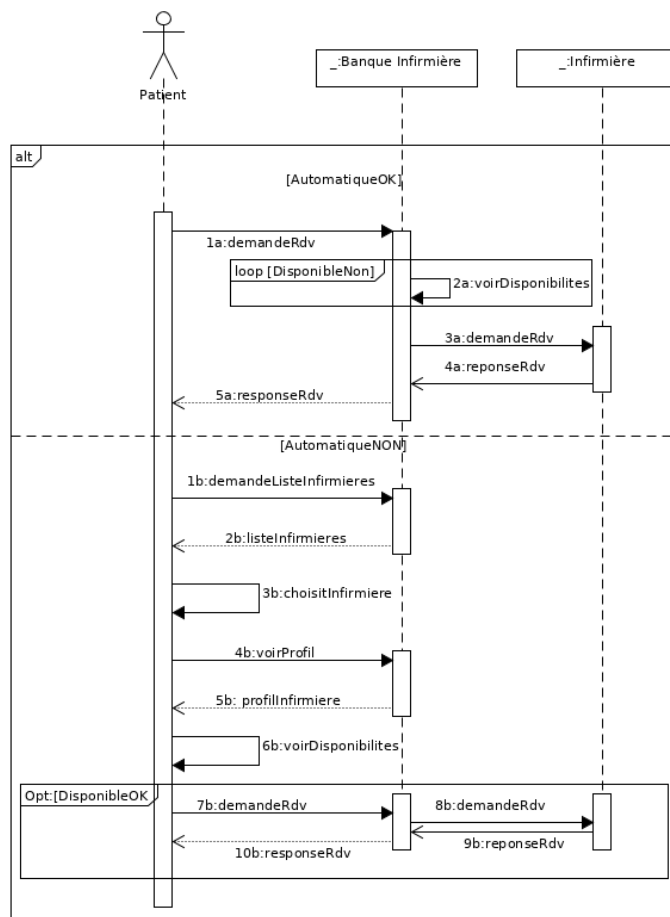 Patient
_:Banque Infirmière
_:Infirmière
alt
[AutomatiqueOK]
1a:demandeRdv
loop [DisponibleNon]
2a:voirDisponibilites
3a:demandeRdv
4a:reponseRdv
5a:responseRdv
[AutomatiqueNON]
1b:demandeListeInfirmieres
2b:listeInfirmieres
3b:choisitInfirmiere
4b:voirProfil
5b: profilInfirmiere
6b:voirDisponibilites
Opt:[DisponibleOK
7b:demandeRdv
8b:demandeRdv
9b:reponseRdv
10b:responseRdv